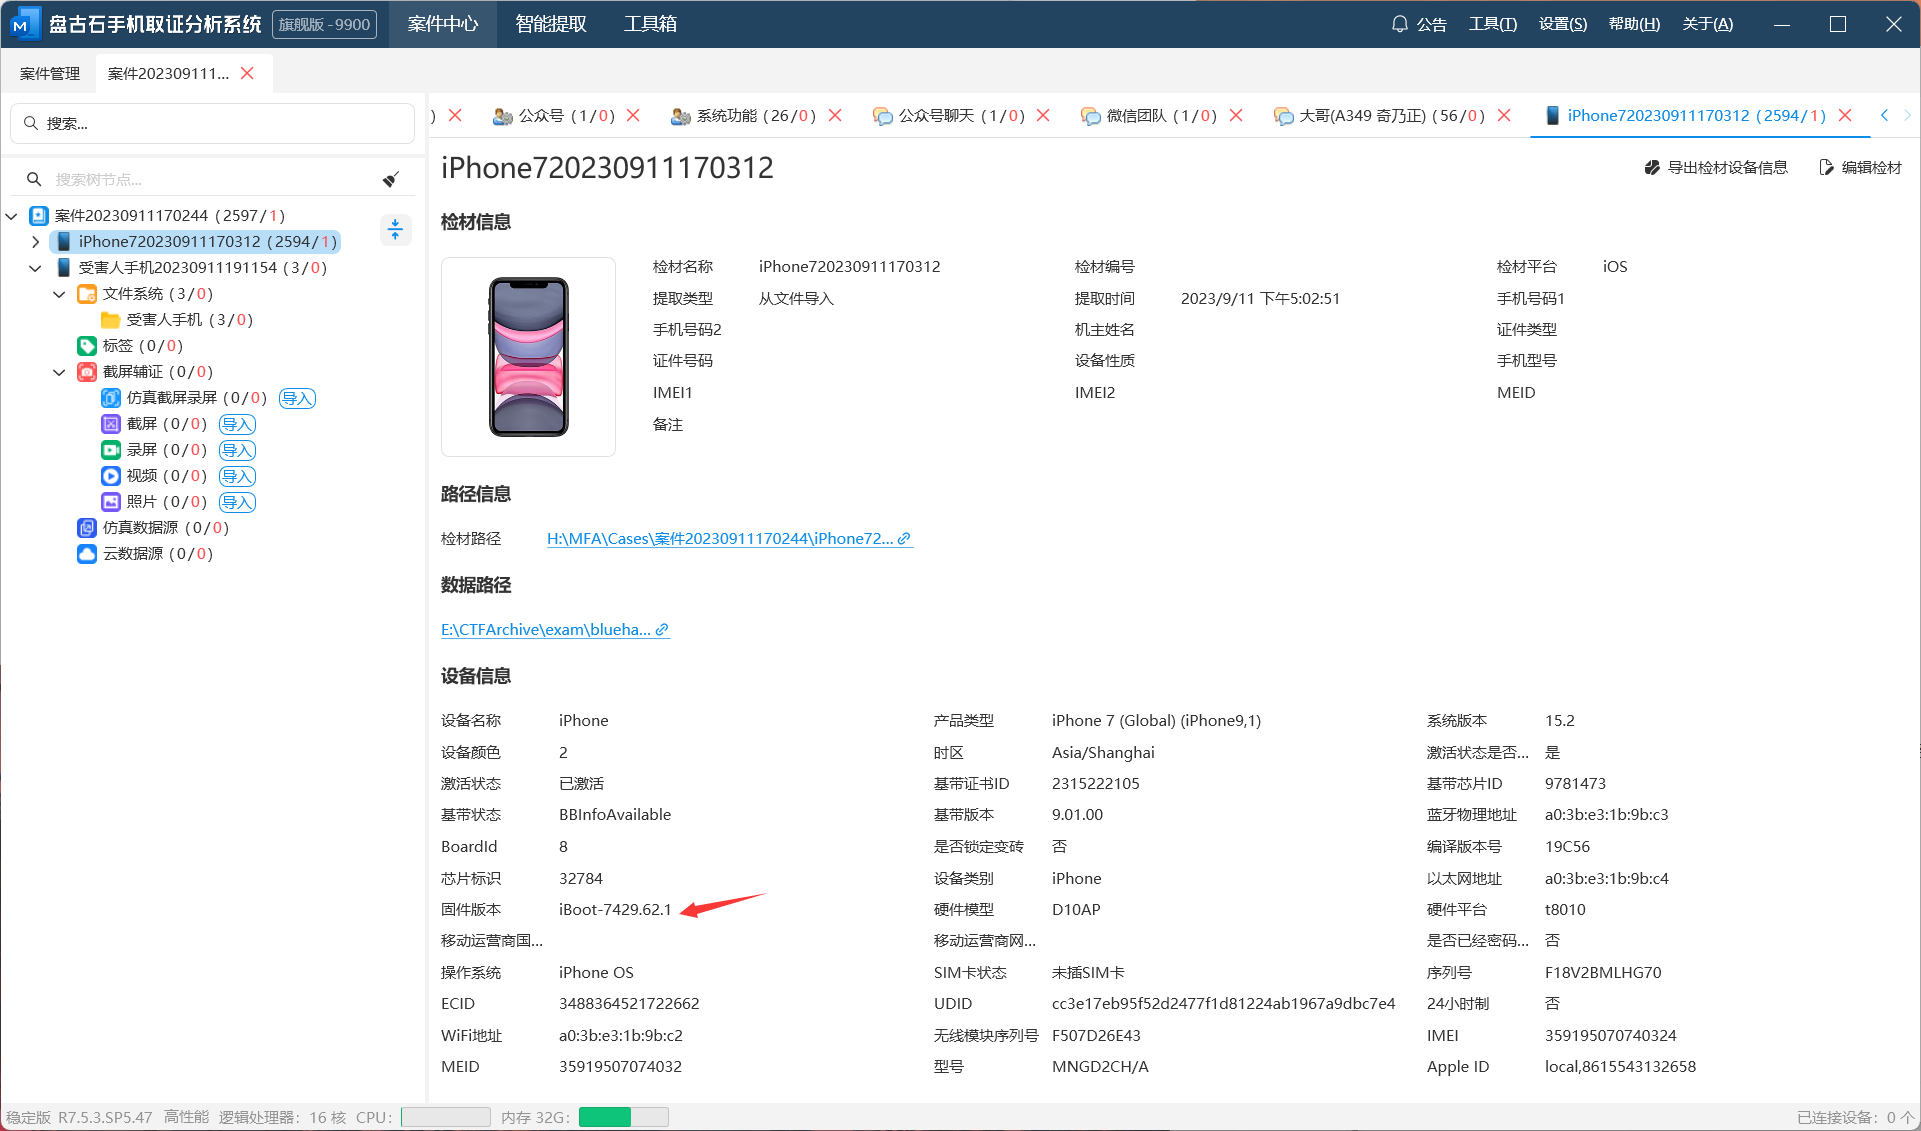 盘古石手机取证分析系统 旗舰版 -9900 案件中心 智能提取 工具箱 公告 工具(T) 设置(S) 帮助(H) 关于(A)
案件管理 案件202309111...
搜索... ) 公众号 (1/0) 系统功能 (26/0) 公众号聊天 (1/0) 微信团队 (1/0) 大哥(A349 奇乃正) (56/0) iPhone720230911170312 (2594/1)
搜索树节点...
案件20230911170244 (2597/1)
iPhone720230911170312 (2594/1)
受害人手机20230911191154 (3/0)
文件系统 (3/0)
受害人手机 (3/0)
标签 (0/0)
截屏辅证 (0/0)
仿真截屏录屏 (0/0) 导入
截屏 (0/0) 导入
录屏 (0/0) 导入
视频 (0/0) 导入
照片 (0/0) 导入
仿真数据源 (0/0)
云数据源 (0/0)
iPhone720230911170312 导出检材设备信息 编辑检材
检材信息
检材名称 iPhone720230911170312 检材编号 检材平台 iOS
提取类型 从文件导入 提取时间 2023/9/11 下午5:02:51 手机号码1
手机号码2 机主姓名 证件类型
证件号码 设备性质 手机型号
IMEI1 IMEI2 MEID
备注
路径信息
检材路径 H:\MFA\Cases\案件20230911170244\iPhone72...
数据路径
E:\CTFArchive\exam\blueha...
设备信息
设备名称 iPhone 产品类型 iPhone 7 (Global) (iPhone9,1) 系统版本 15.2
设备颜色 2 时区 Asia/Shanghai 激活状态是否... 是
激活状态 已激活 基带证书ID 2315222105 基带芯片ID 9781473
基带状态 BBInfoAvailable 基带版本 9.01.00 蓝牙物理地址 a0:3b:e3:1b:9b:c3
BoardId 8 是否锁定变砖 否 编译版本号 19C56
芯片标识 32784 设备类别 iPhone 以太网地址 a0:3b:e3:1b:9b:c4
固件版本 iBoot-7429.62.1 硬件模型 D10AP 硬件平台 t8010
移动运营商国... 移动运营商网... 是否已经密码... 否
操作系统 iPhone OS SIM卡状态 未插SIM卡 序列号 F18V2BMLHG70
ECID 3488364521722662 UDID cc3e17eb95f52d2477f1d81224ab1967a9dbc7e4 24小时制 否
WiFi地址 a0:3b:e3:1b:9b:c2 无线模块序列号 F507D26E43 IMEI 359195070740324
MEID 35919507074032 型号 MNGD2CH/A Apple ID local,8615543132658
稳定版 R7.5.3.SP5.47 高性能 逻辑处理器: 16 核 CPU: 内存 32G: 已连接设备: 0 个